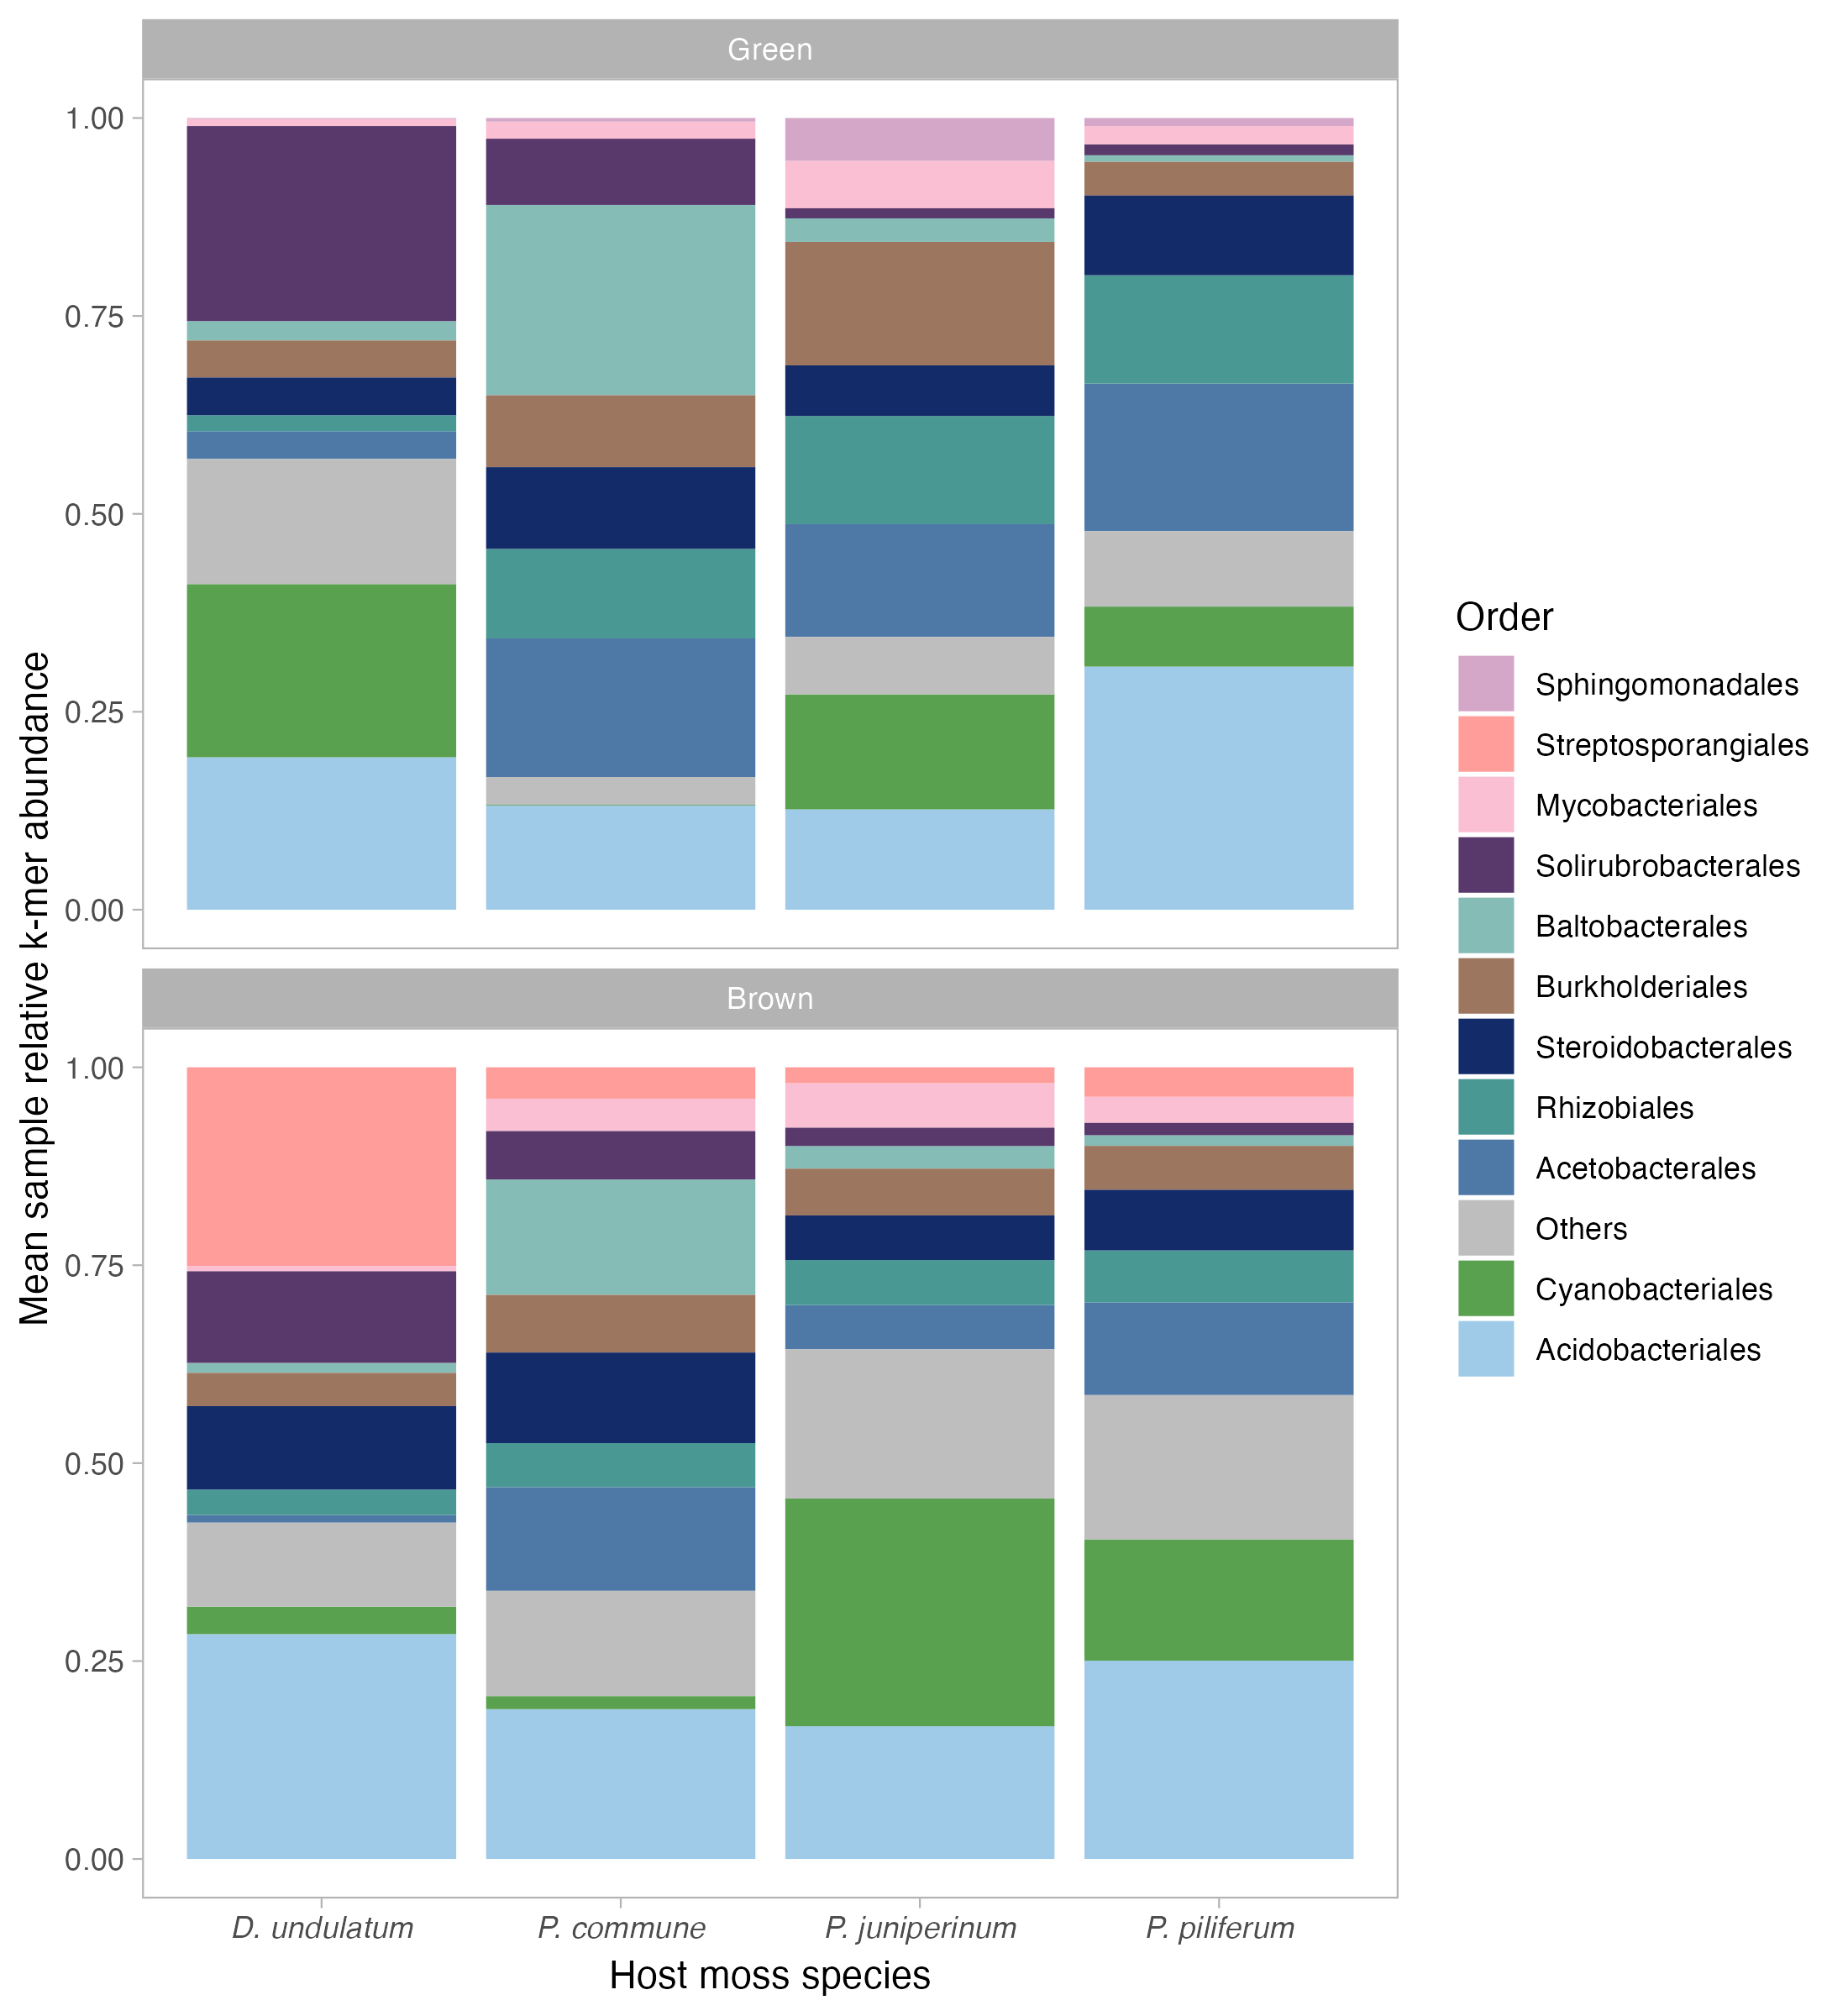 Green
1.00
0.75
0.50
0.25
0.00
Brown
1.00
0.75
0.50
0.25
0.00
Mean sample relative k-mer abundance
D. undulatum
P. commune
P. juniperinum
P. piliferum
Host moss species
Order
Sphingomonadales
Streptosporangiales
Mycobacteriales
Solirubrobacterales
Baltobacterales
Burkholderiales
Steroidobacterales
Rhizobiales
Acetobacterales
Others
Cyanobacteriales
Acidobacteriales